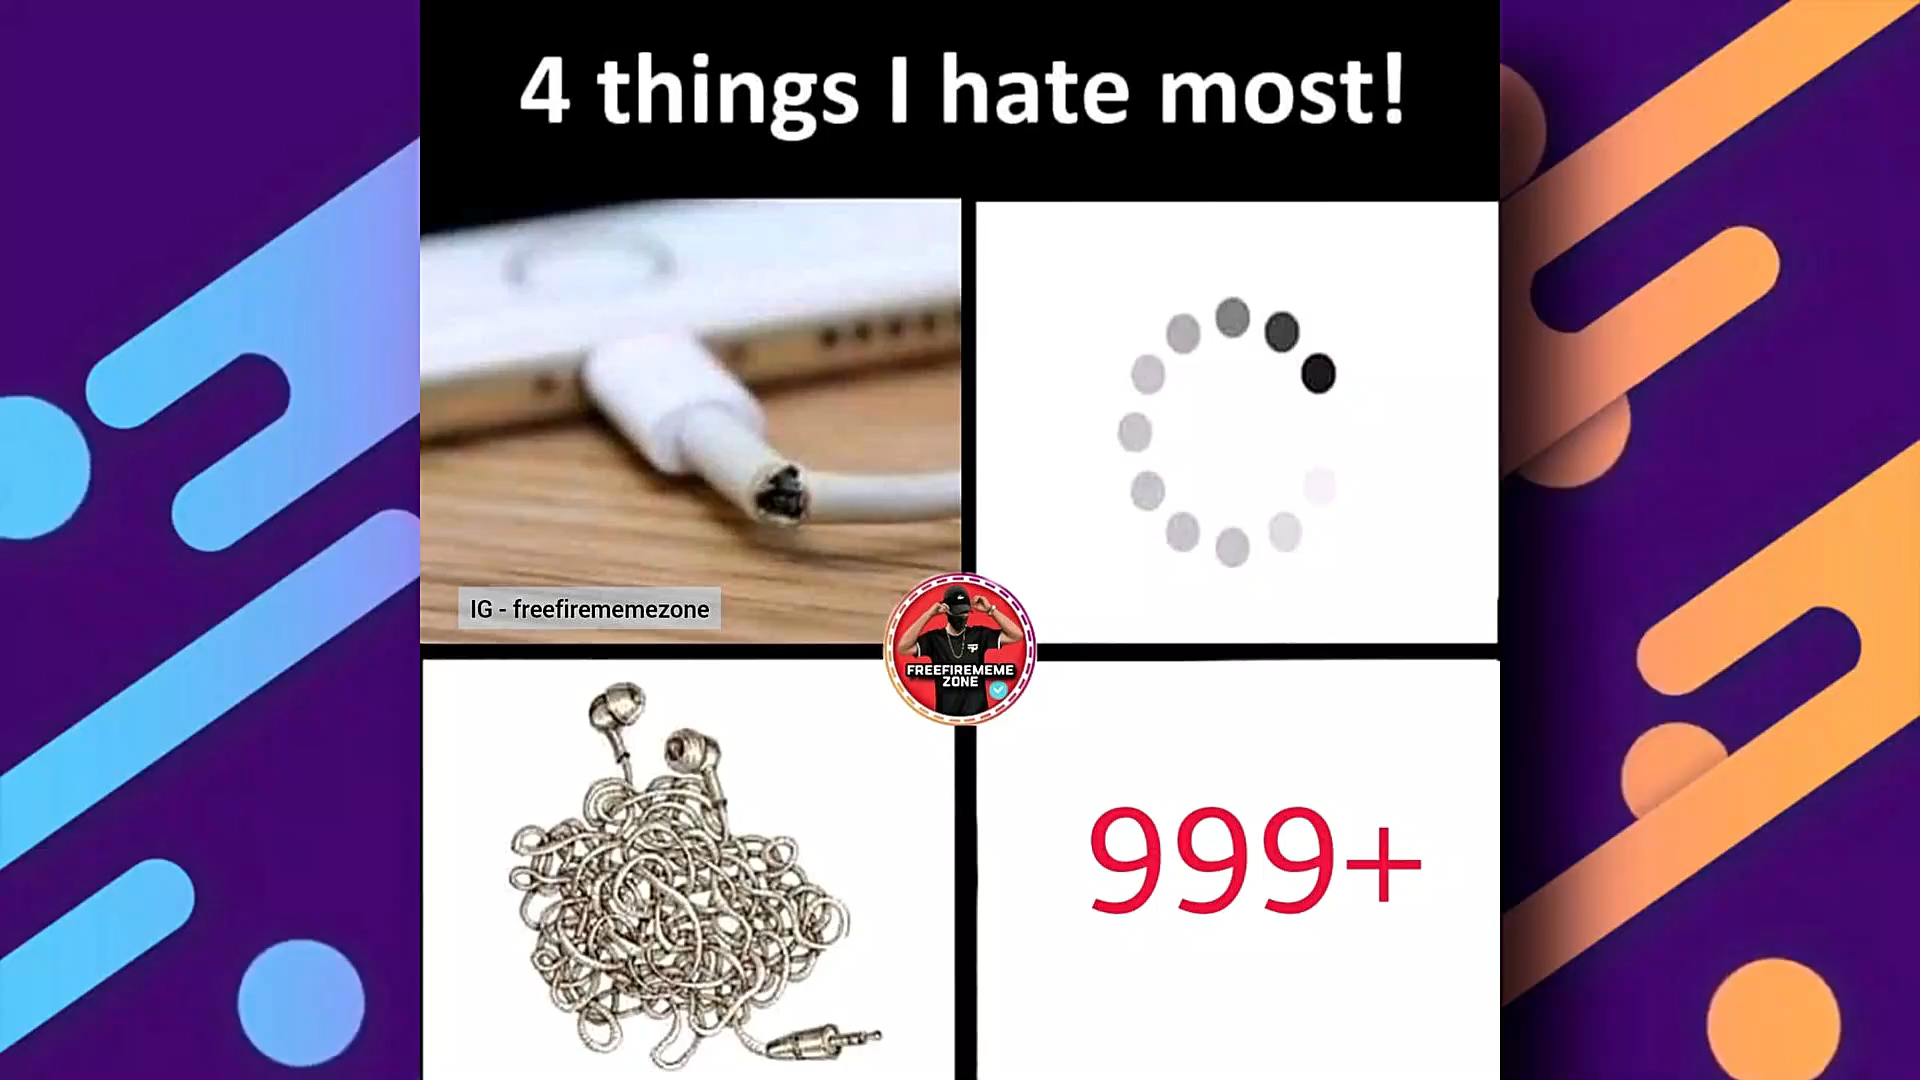 4 things I hate most!
IG - freefirememezone
FREEFIREMEME
ZONE
999+